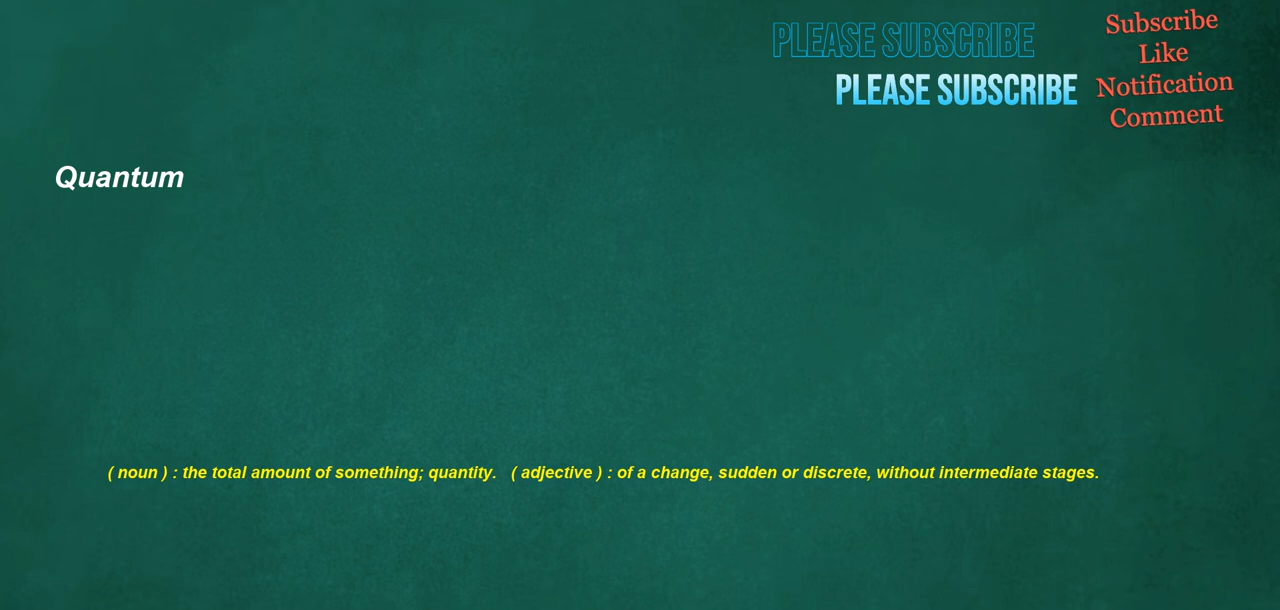 PLEASE SUBSCRIBE
PLEASE SUBSCRIBE
Subscribe
Like
Notification
Comment
Quantum
( noun ) : the total amount of something; quantity.   ( adjective ) : of a change, sudden or discrete, without intermediate stages.